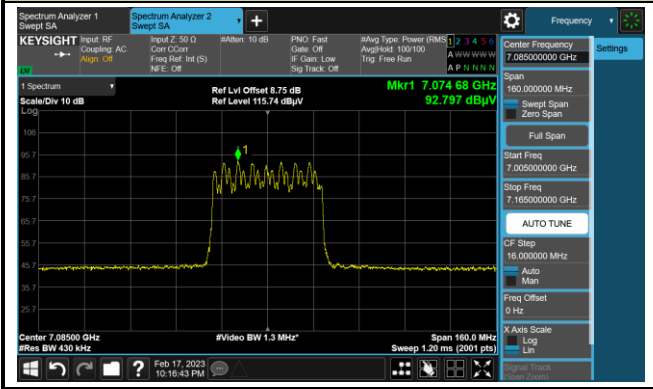 Spectrum Analyzer 1
Swept SA
Spectrum Analyzer 2
Swept SA
Frequency
KEYSIGHT
Input: RF
Coupling: AC
Align: Off
Input Z: 50 Ω
Corr CCorr
Freq Ref: Int (S)
NFE: Off
#Atten: 10 dB
PNO: Fast
Gate: Off
IF Gain: Low
Sig Track: Off
#Avg Type: Power (RMS
Avg|Hold: 100/100
Trig: Free Run
1 2 3 4 5 6
A W W W W W
A P N N N N
LV
Center Frequency
7.085000000 GHz
Settings
Span
160.000000 MHz
Swept Span
Zero Span
Full Span
Start Freq
7.005000000 GHz
Stop Freq
7.165000000 GHz
AUTO TUNE
CF Step
16.000000 MHz
Auto
Man
Freq Offset
0 Hz
X Axis Scale
Log
Lin
Signal Track
(Span Zoom)
1 Spectrum
Scale/Div 10 dB
Ref Lvl Offset 8.75 dB
Ref Level 115.74 dBµV
Mkr1 7.074 68 GHz
92.797 dBµV
Log
106
95.7
1
85.7
75.7
65.7
55.7
45.7
35.7
25.7
Center 7.08500 GHz
#Res BW 430 kHz
#Video BW 1.3 MHz*
Span 160.0 MHz
Sweep 1.20 ms (2001 pts)
Feb 17, 2023
10:16:43 PM